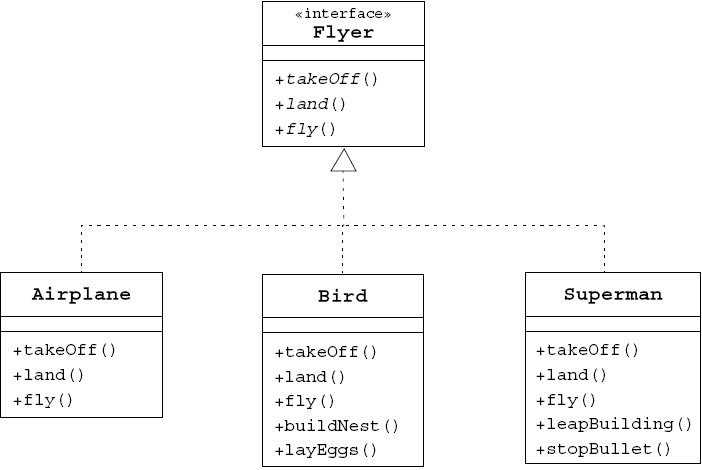 «interface»
Flyer
+takeOff()
+land()
+fly()
Airplane
+takeOff()
+land()
+fly()
Bird
+takeOff()
+land()
+fly()
+buildNest()
+layEggs()
Superman
+takeOff()
+land()
+fly()
+leapBuilding()
+stopBullet()